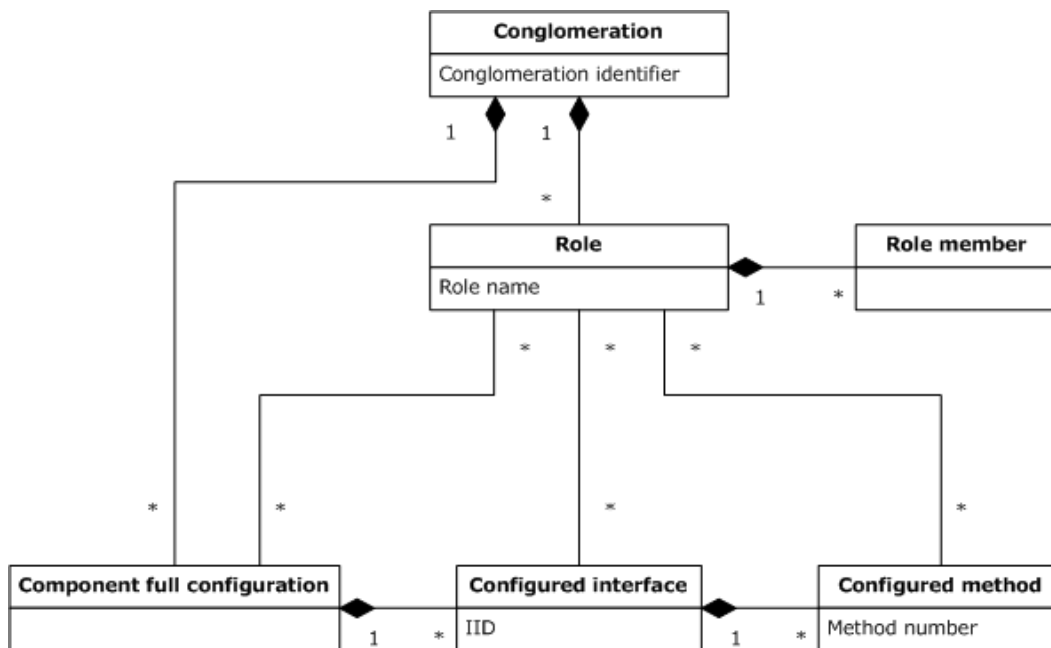 Conglomeration
Conglomeration identifier
1
1
*
Role
Role member
Role name
1
*
*
*
*
*
*
*
*
Component full configuration
Configured interface
Configured method
IID
Method number
1
*
1
*